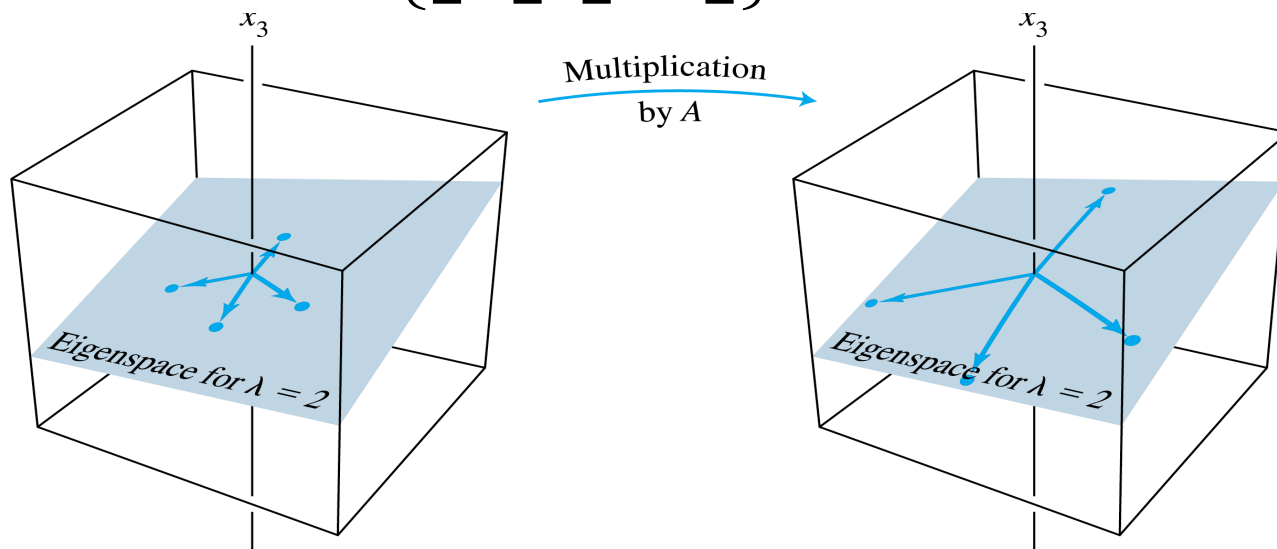 x₃
Multiplication
by A
x₃
Eigenspace for λ = 2
Eigenspace for λ = 2